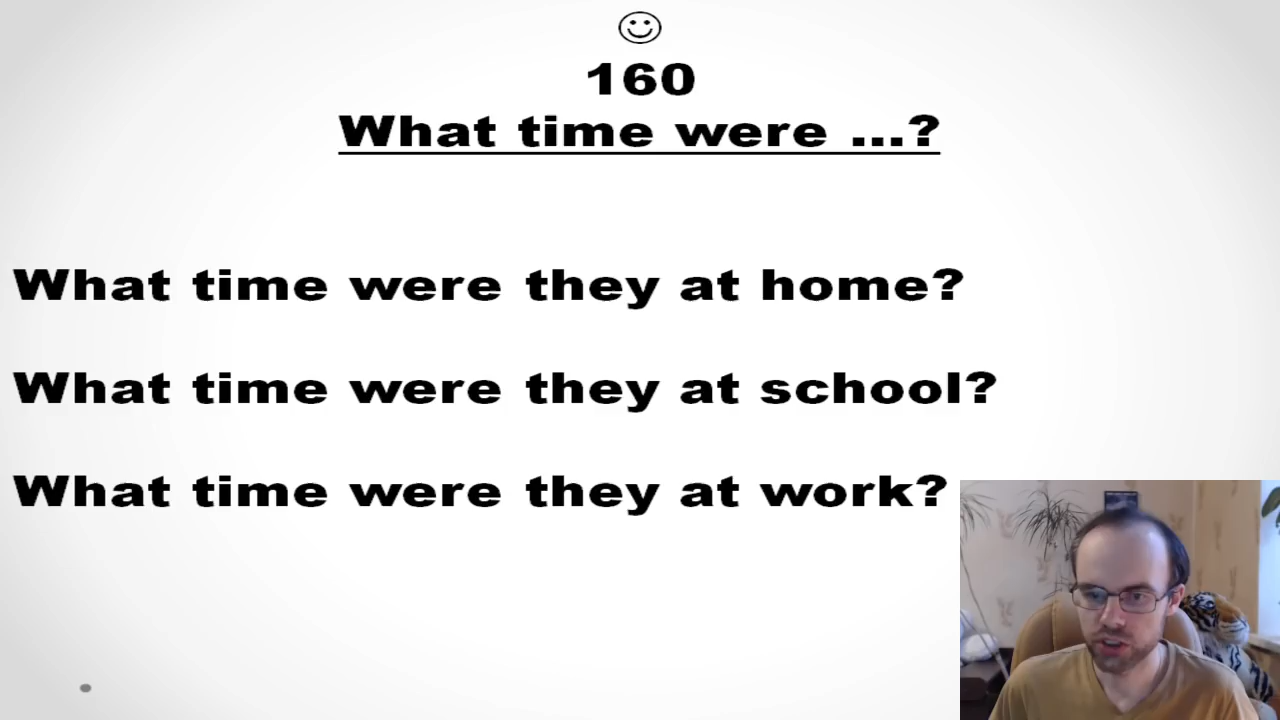 160
What time were ...?
What time were they at home?
What time were they at school?
What time were they at work?